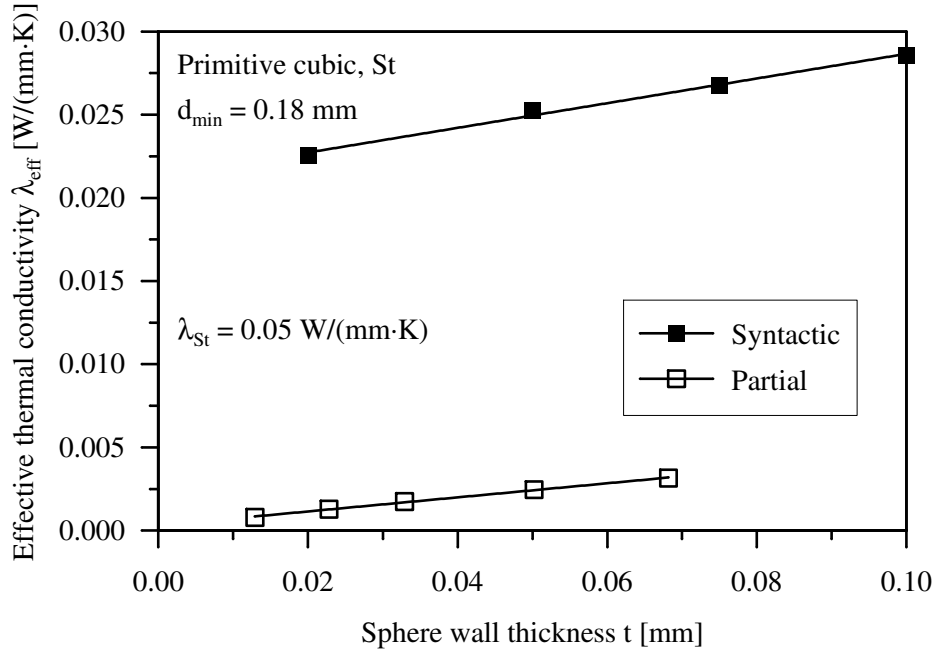 Effective thermal conductivity λeff [W/(mm·K)]
0.030
0.025
0.020
0.015
0.010
0.005
0.000
Primitive cubic, St
dmin = 0.18 mm
λSt = 0.05 W/(mm·K)
Syntactic
Partial
0.00 0.02 0.04 0.06 0.08 0.10
Sphere wall thickness t [mm]